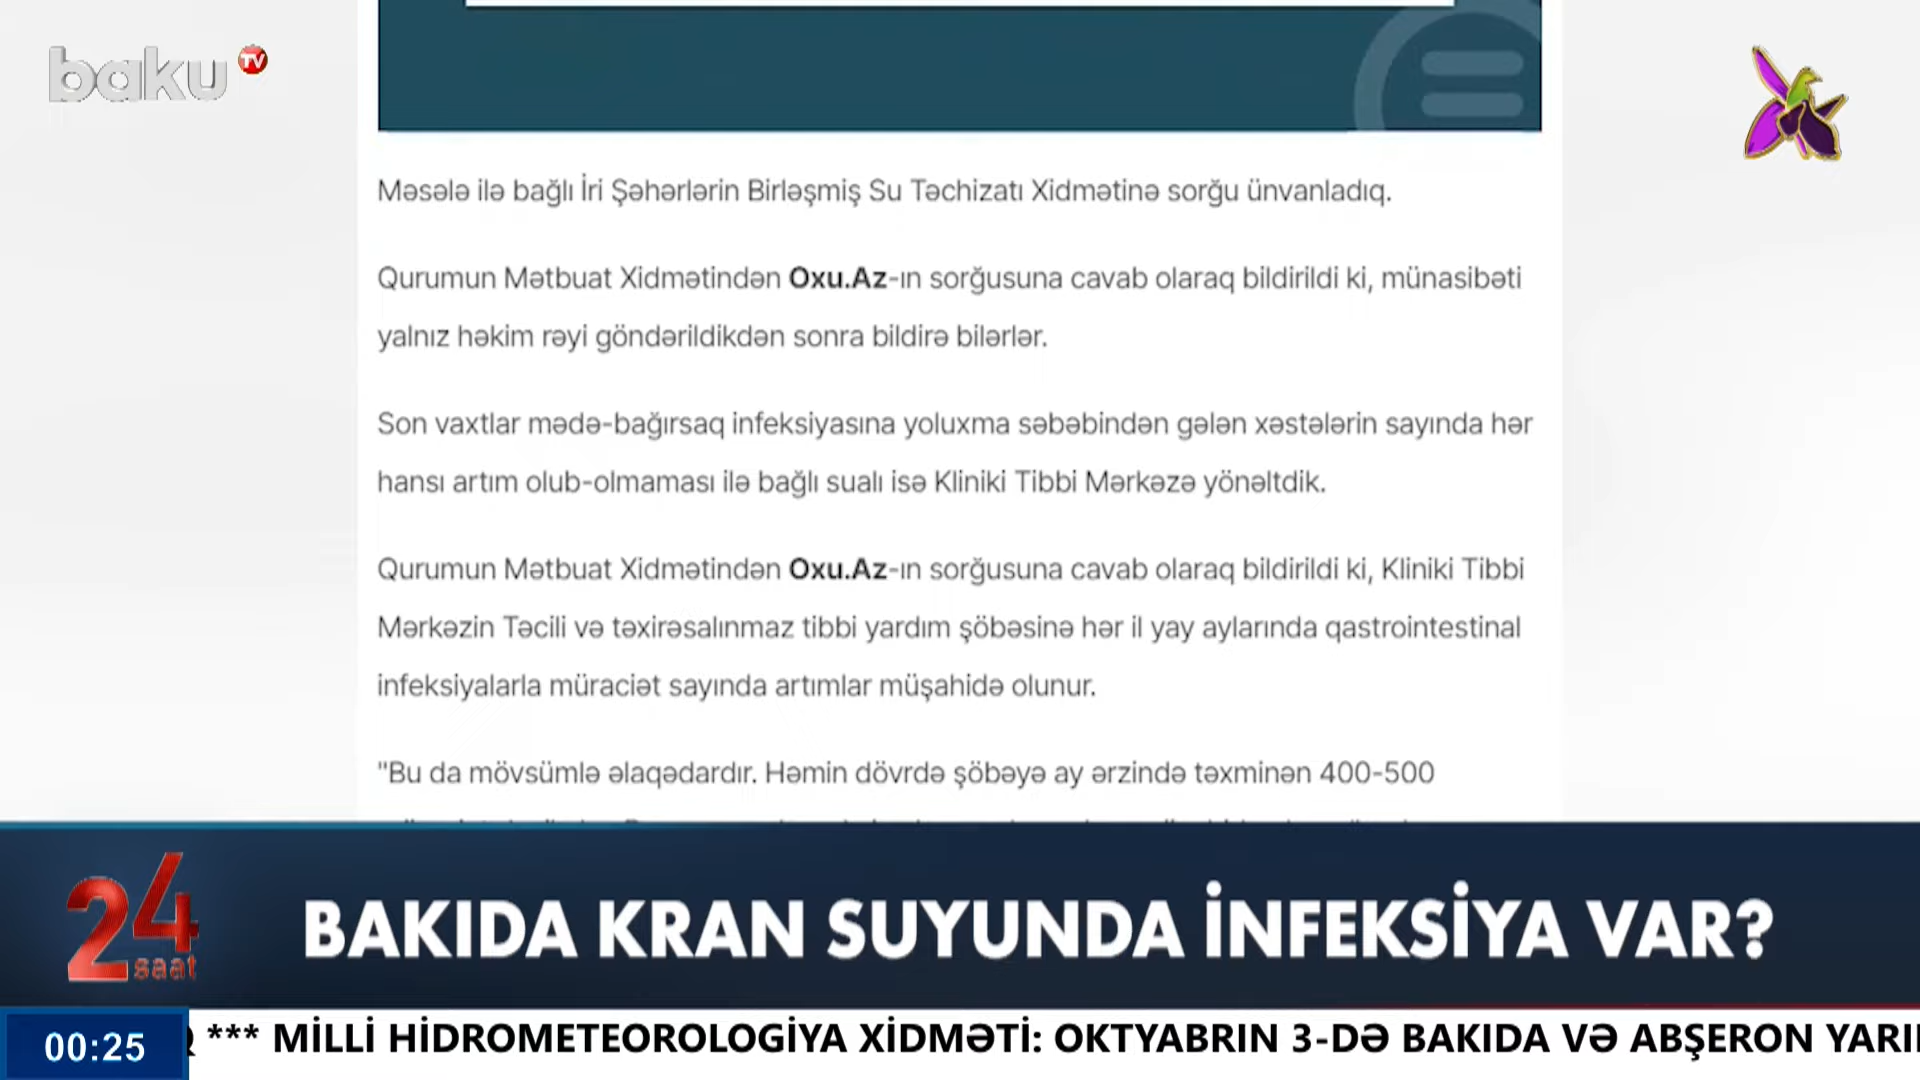 baku TV
Məsələ ilə bağlı İri Şəhərlərin Birləşmiş Su Təchizatı Xidmətinə sorğu ünvanladıq.
Qurumun Mətbuat Xidmətindən Oxu.Az-ın sorğusuna cavab olaraq bildirildi ki, münasibəti
yalnız həkim rəyi göndərildikdən sonra bildirə bilərlər.
Son vaxtlar mədə-bağırsaq infeksiyasına yoluxma səbəbindən gələn xəstələrin sayında hər
hansı artım olub-olmaması ilə bağlı sualı isə Kliniki Tibbi Mərkəzə yönəltdik.
Qurumun Mətbuat Xidmətindən Oxu.Az-ın sorğusuna cavab olaraq bildirildi ki, Kliniki Tibbi
Mərkəzin Təcili və təxirəsalınmaz tibbi yardım şöbəsinə hər il yay aylarında qastrointestinal
infeksiyalarla müraciət sayında artımlar müşahidə olunur.
"Bu da mövsümlə əlaqədardır. Həmin dövrdə şöbəyə ay ərzində təxminən 400-500
24 saat
BAKIDA KRAN SUYUNDA İNFEKSİYA VAR?
00:25
*** MİLLİ HİDROMETEOROLOGİYA XİDMƏTİ: OKTYABRIN 3-DƏ BAKIDA VƏ ABŞERON